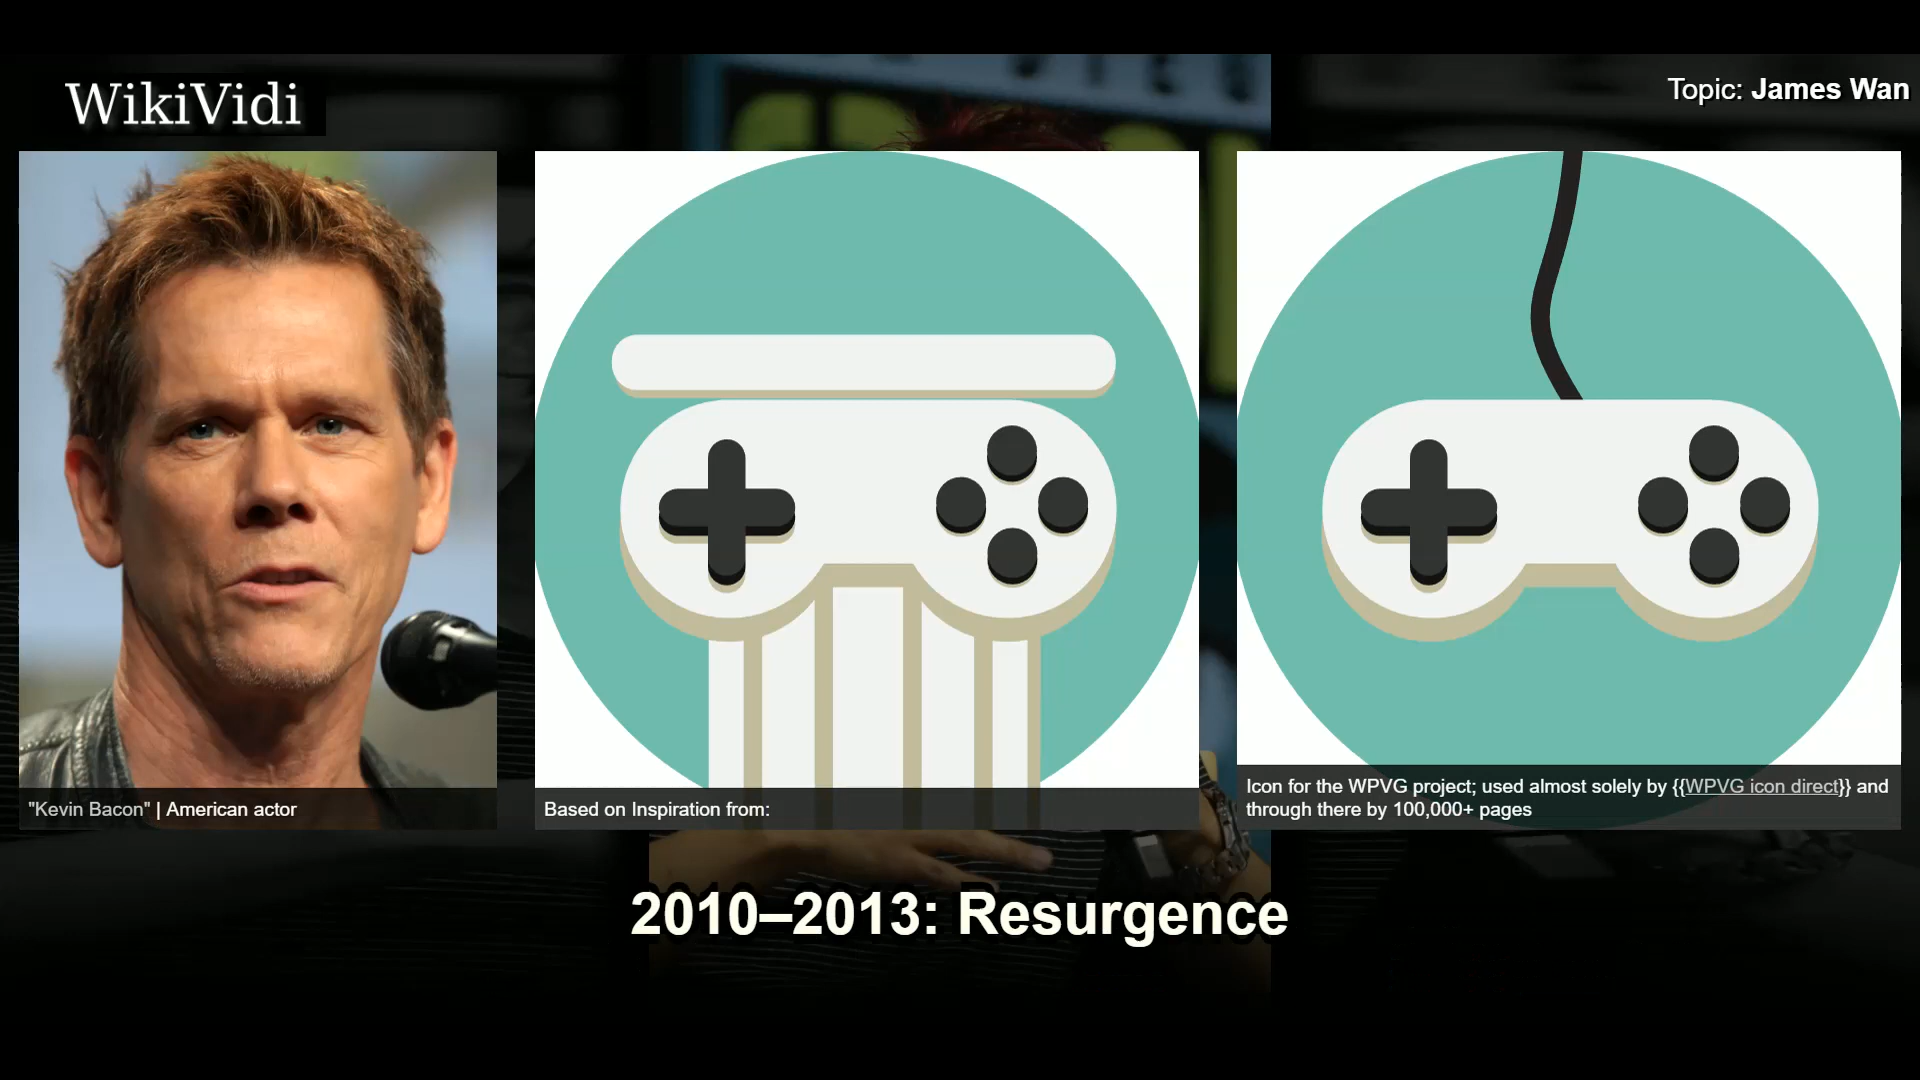 WikiVidi
Topic: James Wan
"Kevin Bacon" | American actor
Based on Inspiration from:
Icon for the WPVG project; used almost solely by {{WPVG icon direct}} and
through there by 100,000+ pages
2010–2013: Resurgence